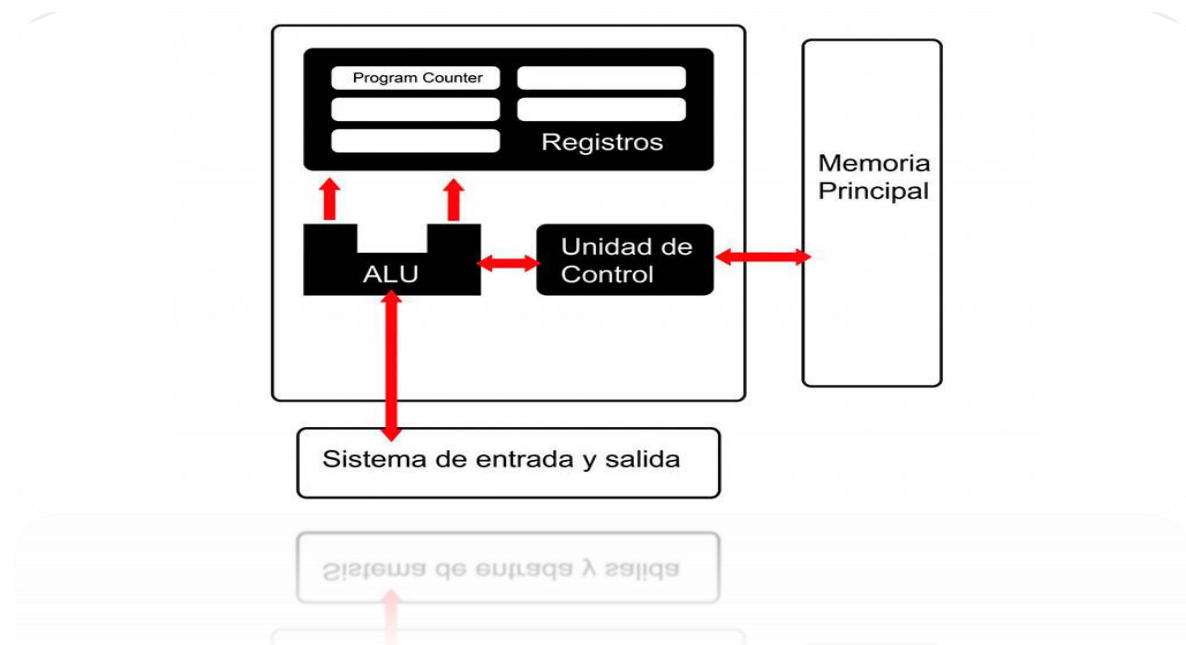 Program Counter
Registros
ALU
Unidad de
Control
Memoria
Principal
Sistema de entrada y salida